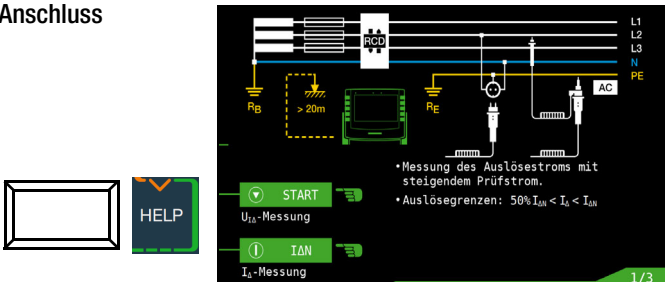 Anschluss
L1
L2
L3
N
PE
RCD
AC
R_B
> 20m
R_E
HELP
•Messung des Auslösestroms mit
steigendem Prüfstrom.
•Auslösegrenzen: 50% I_ΔN < I_Δ < I_ΔN
START
U_IΔ-Messung
IΔN
I_Δ-Messung
1/3